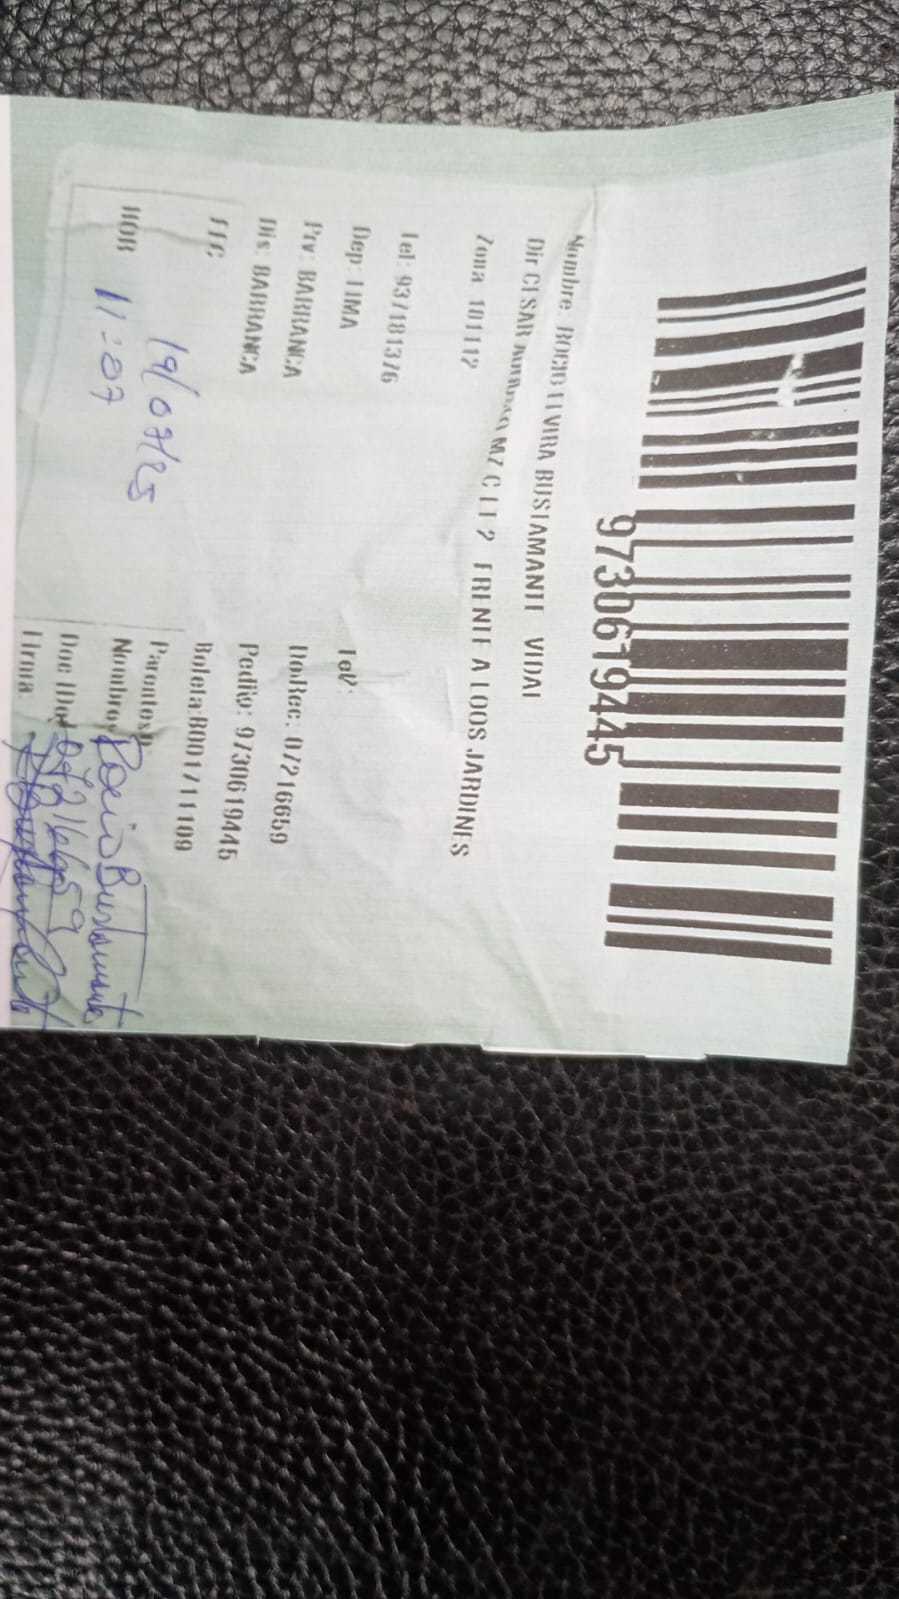 9730619445
Nombre: ROCIO ELVIRA BUSTAMANTE VIDAL
Dir CESAR MZ C LT 2 FRENTE A LOOS JARDINES
Zona 101112
Tel: 937181376
Dep: LIMA
Prv: BARRANCA
Dis: BARRANCA
Tel2:
DoRec: 07216659
Pedido: 9730619445
Boleta:B001711109
19/07/25
HOR 11:07
Parentesco
Nombre Rocio Bustamante
Doc IDe 07216659
Firma